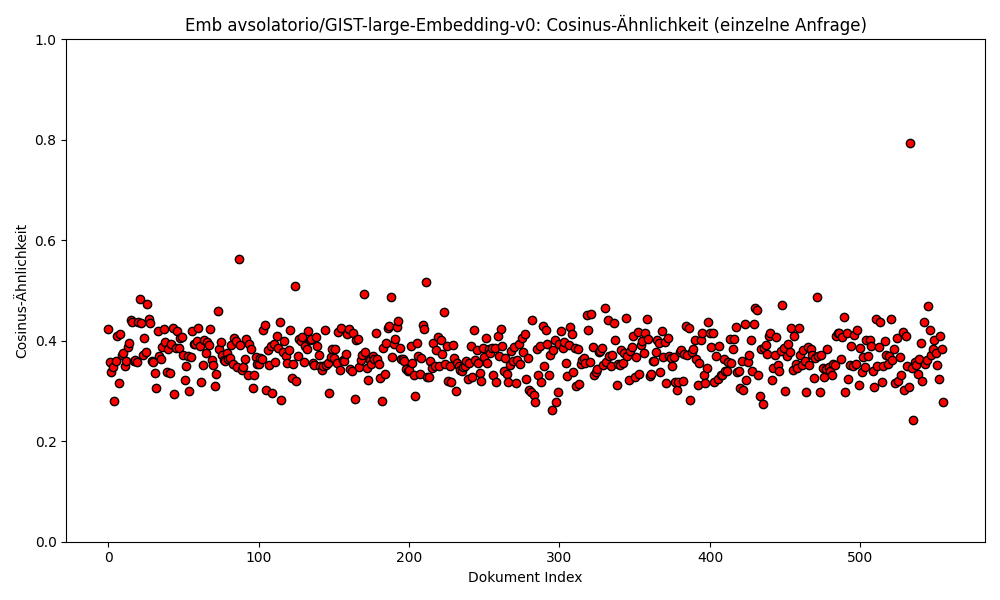 Emb avsolatorio/GIST-large-Embedding-v0: Cosinus-Ähnlichkeit (einzelne Anfrage)
1.0
0.8
0.6
0.4
0.2
0.0
Cosinus-Ähnlichkeit
0 100 200 300 400 500
Dokument Index